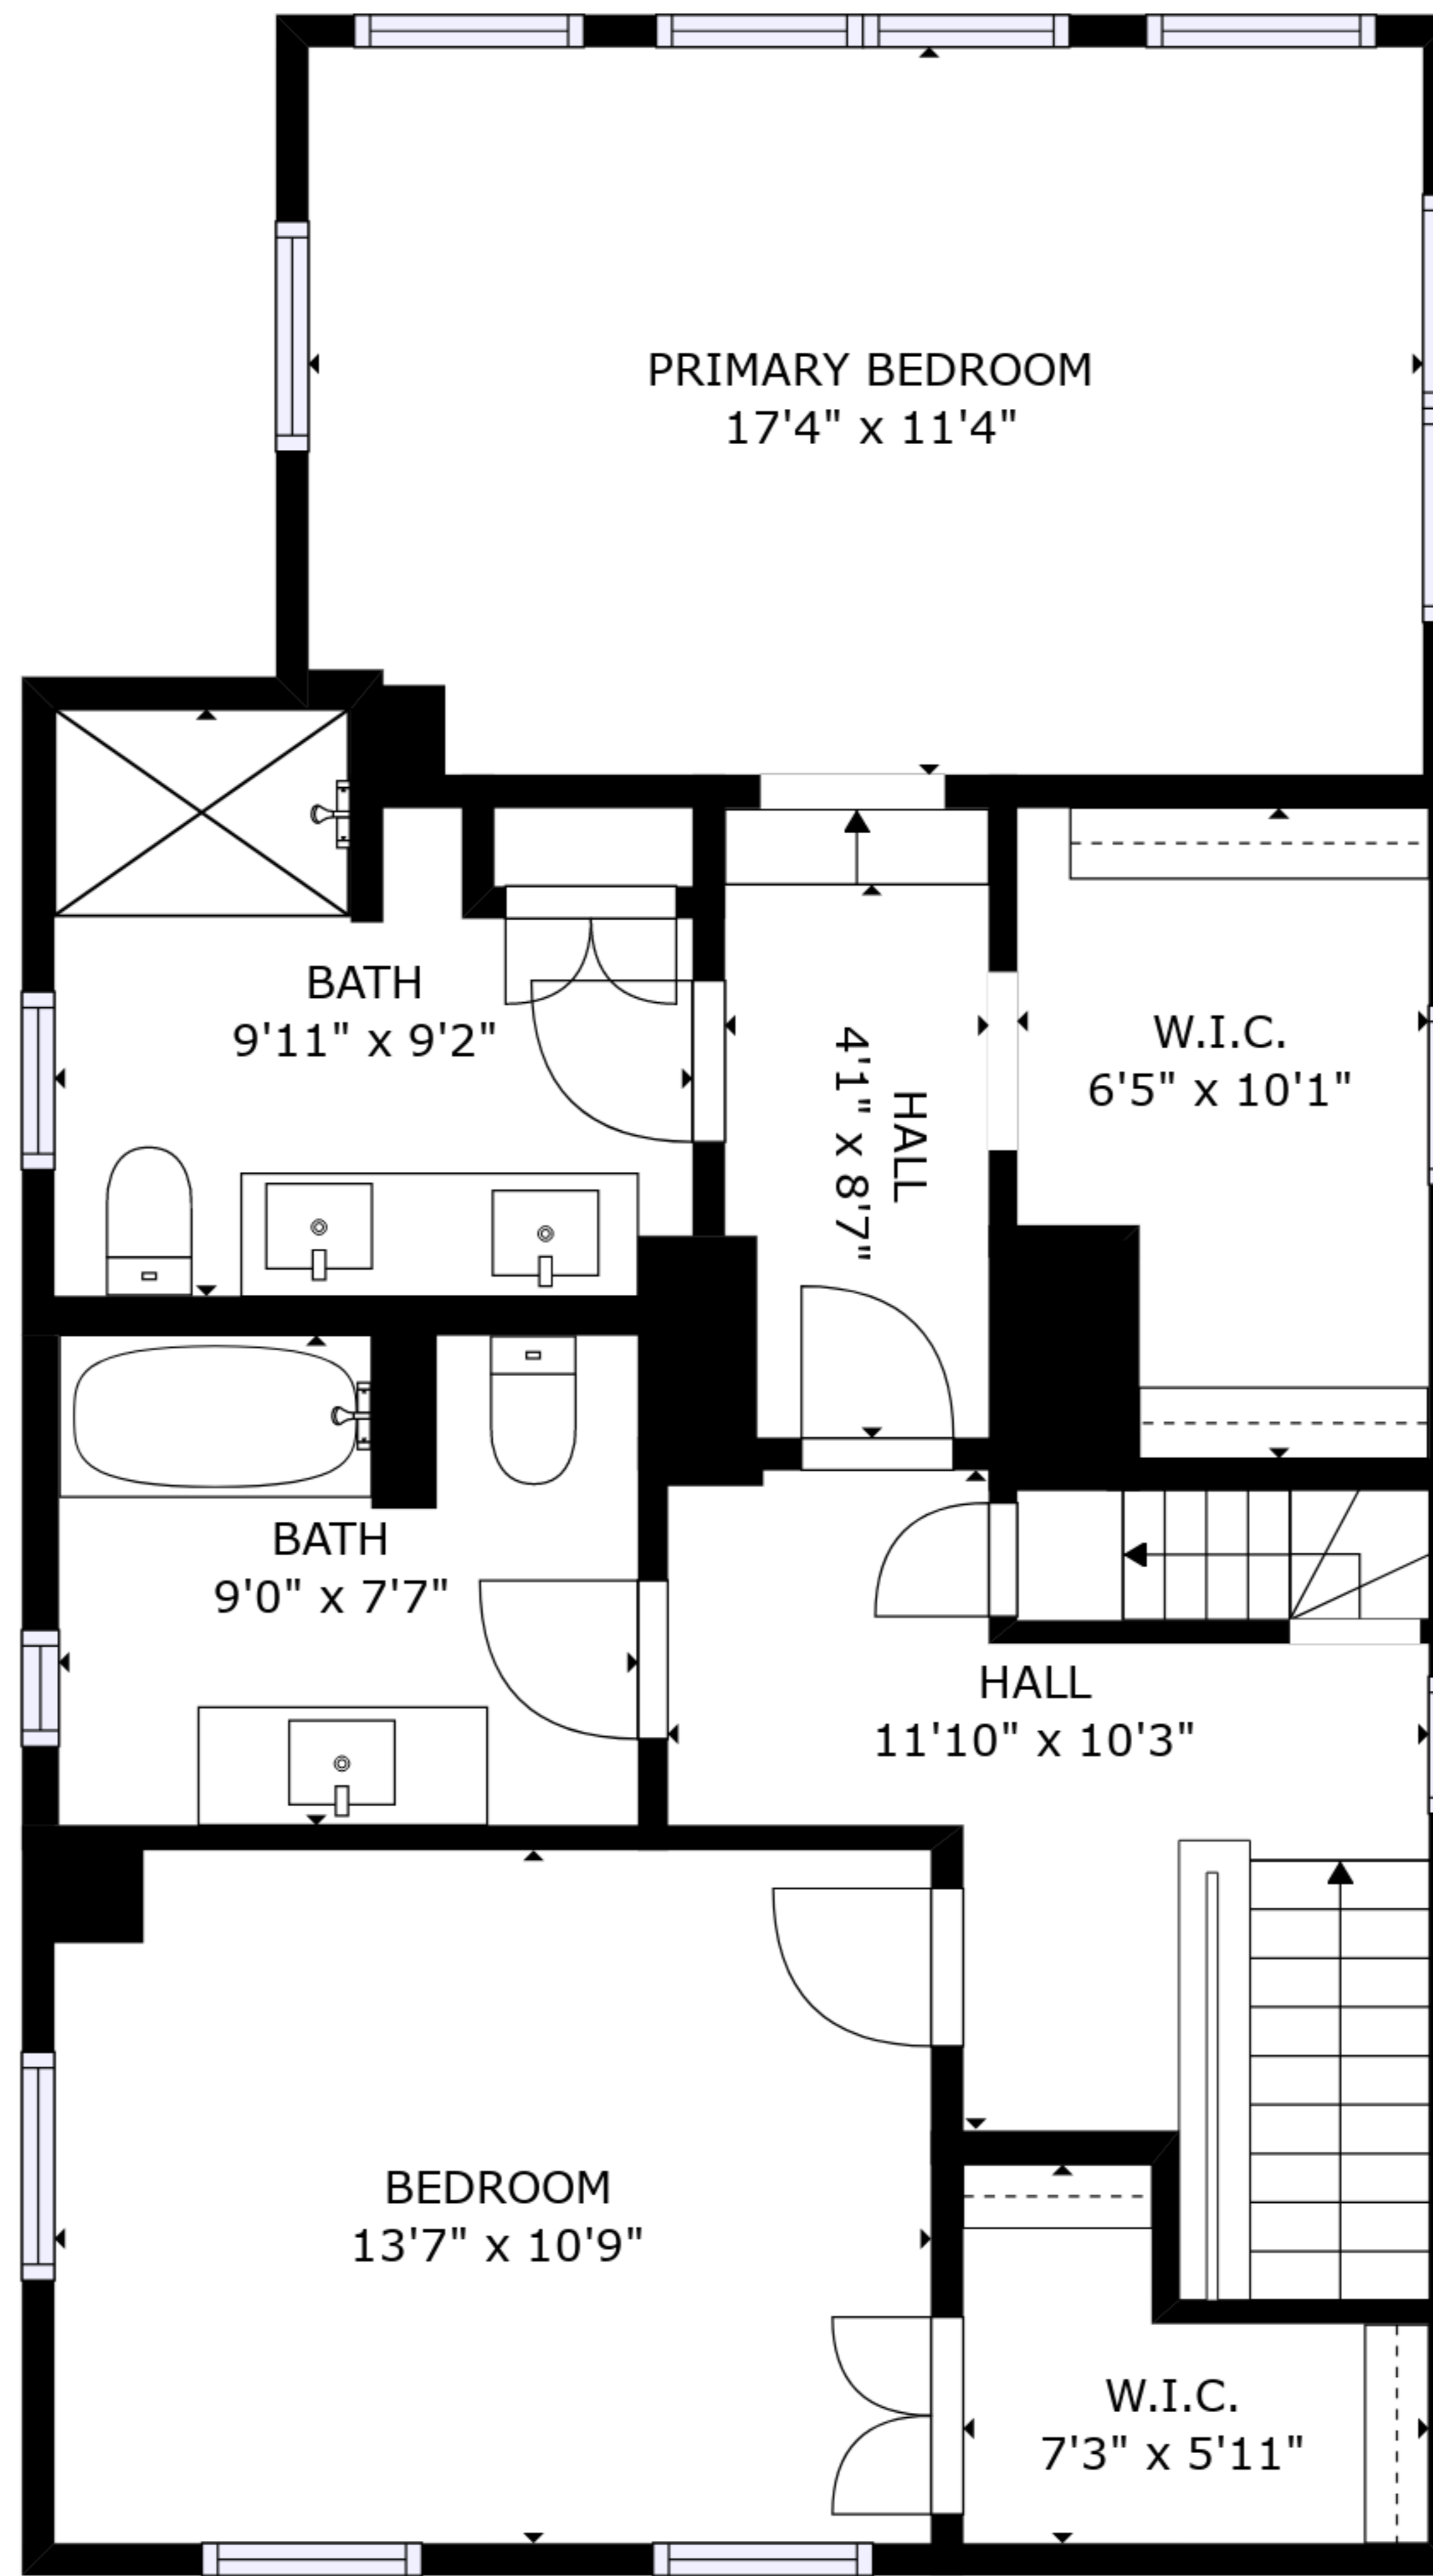 PRIMARY BEDROOM
17'4" x 11'4"
BATH
9'11" x 9'2"
HALL
4'1" x 8'7"
W.I.C.
6'5" x 10'1"
BATH
9'0" x 7'7"
HALL
11'10" x 10'3"
BEDROOM
13'7" x 10'9"
W.I.C.
7'3" x 5'11"